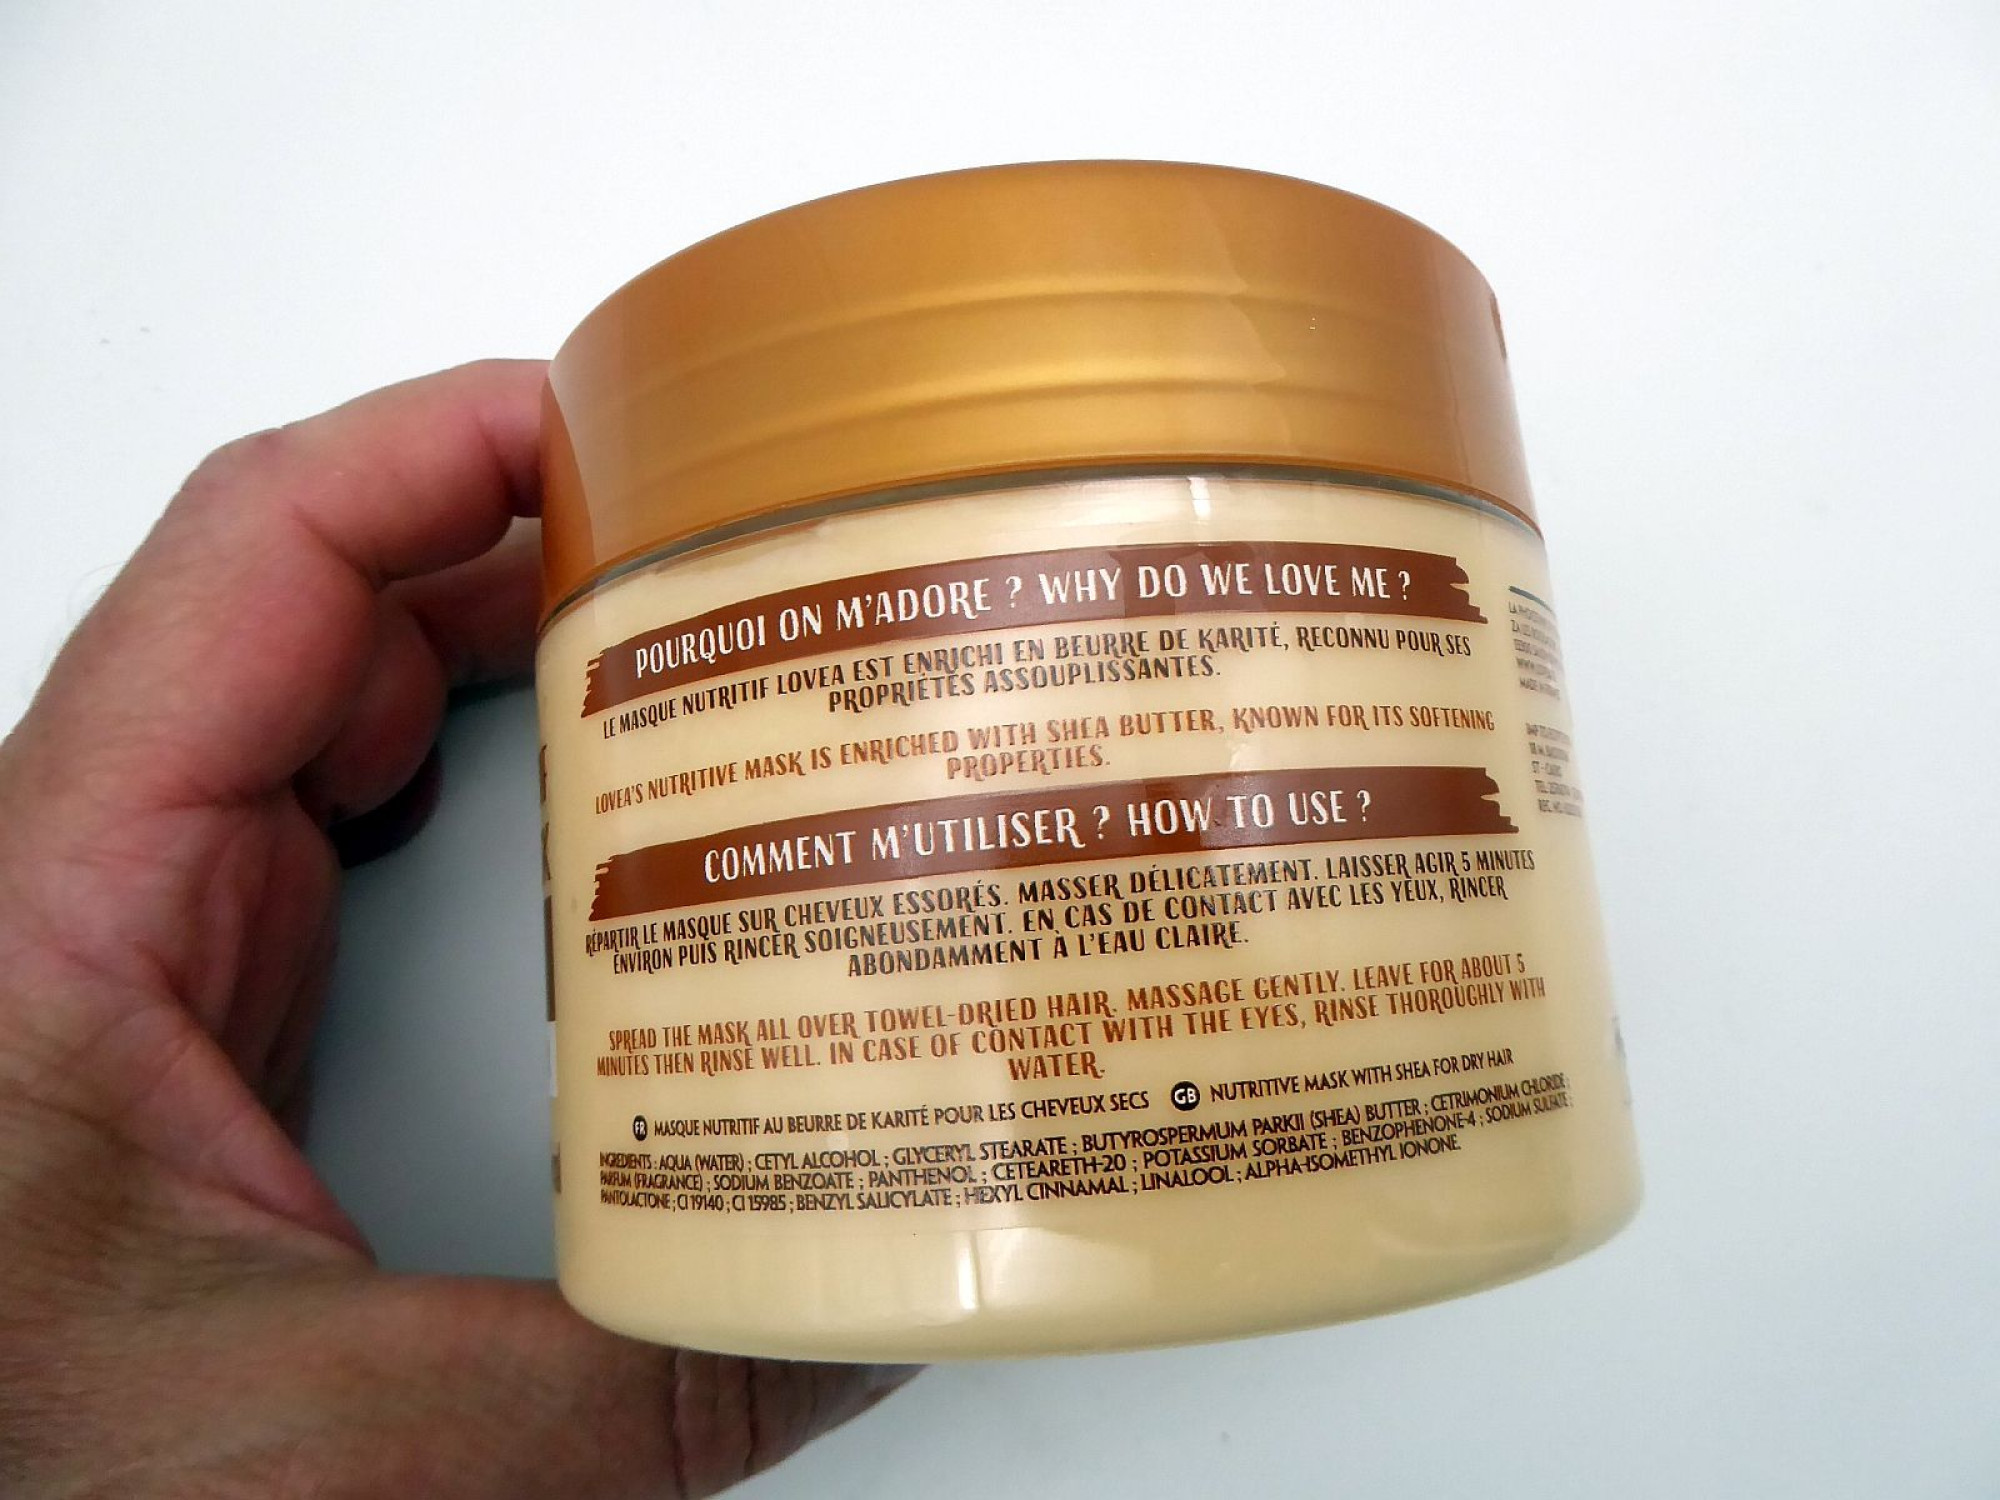 POURQUOI ON M'ADORE ? WHY DO WE LOVE ME ?
LE MASQUE NUTRITIF LOVEA EST ENRICHI EN BEURRE DE KARITÉ, RECONNU POUR SES
PROPRIÉTÉS ASSOUPLISSANTES.
LOVEA'S NUTRITIVE MASK IS ENRICHED WITH SHEA BUTTER, KNOWN FOR ITS SOFTENING
PROPERTIES.
COMMENT M'UTILISER ? HOW TO USE ?
RÉPARTIR LE MASQUE SUR CHEVEUX ESSORÉS. MASSER DÉLICATEMENT. LAISSER AGIR 5 MINUTES
ENVIRON PUIS RINCER SOIGNEUSEMENT. EN CAS DE CONTACT AVEC LES YEUX, RINCER
ABONDAMMENT À L'EAU CLAIRE.
SPREAD THE MASK ALL OVER TOWEL-DRIED HAIR. MASSAGE GENTLY. LEAVE FOR ABOUT 5
MINUTES THEN RINSE WELL. IN CASE OF CONTACT WITH THE EYES, RINSE THOROUGHLY WITH
WATER.
FR MASQUE NUTRITIF AU BEURRE DE KARITÉ POUR LES CHEVEUX SECS GB NUTRITIVE MASK WITH SHEA FOR DRY HAIR
INGREDIENTS : AQUA (WATER) ; CETYL ALCOHOL ; GLYCERYL STEARATE ; BUTYROSPERMUM PARKII (SHEA) BUTTER ; CETRIMONIUM CHLORIDE ;
PARFUM (FRAGRANCE) ; SODIUM BENZOATE ; PANTHENOL ; CETEARETH-20 ; POTASSIUM SORBATE ; BENZOPHENONE-4 ; SODIUM SULFATE ;
PANTOLACTONE ; CI 19140 ; CI 15985 ; BENZYL SALICYLATE ; HEXYL CINNAMAL ; LINALOOL ; ALPHA-ISOMETHYL IONONE.